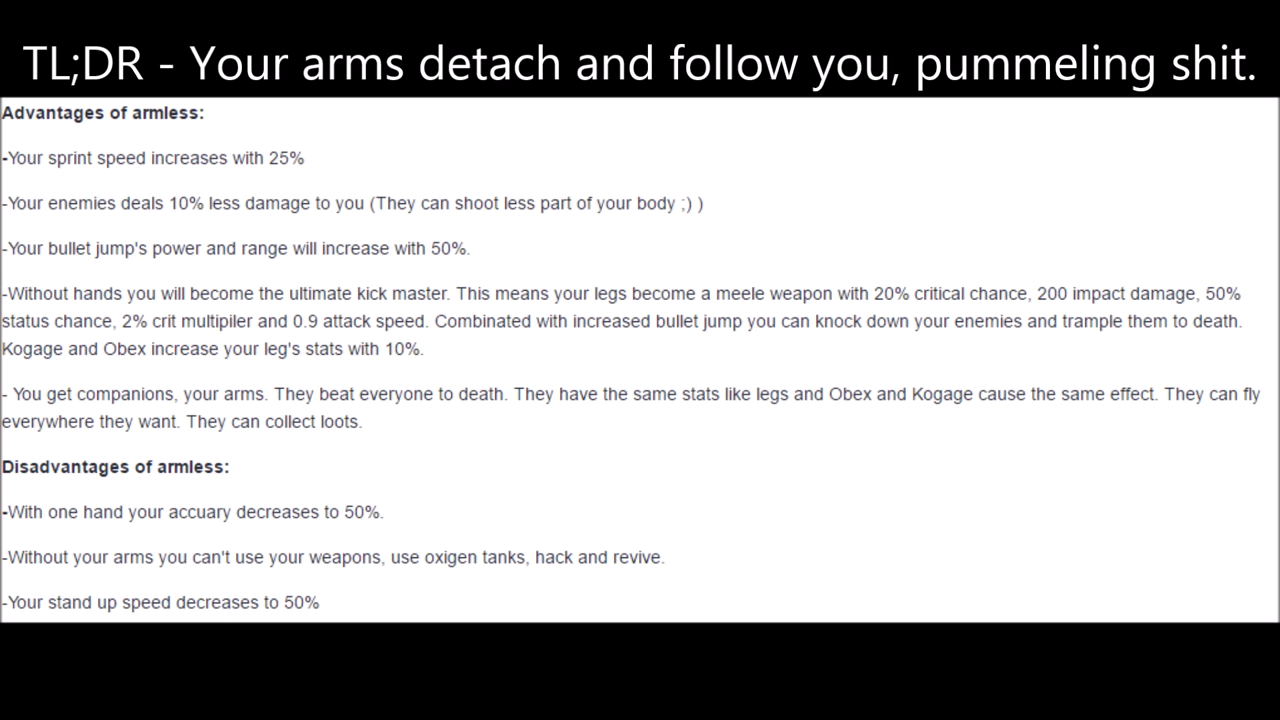 TL;DR - Your arms detach and follow you, pummeling shit.
Advantages of armless:
-Your sprint speed increases with 25%
-Your enemies deals 10% less damage to you (They can shoot less part of your body ;) )
-Your bullet jump's power and range will increase with 50%.
-Without hands you will become the ultimate kick master. This means your legs become a meele weapon with 20% critical chance, 200 impact damage, 50%
status chance, 2% crit multipiler and 0.9 attack speed. Combined with increased bullet jump you can knock down your enemies and trample them to death.
Kogage and Obex increase your leg's stats with 10%.
- You get companions, your arms. They beat everyone to death. They have the same stats like legs and Obex and Kogage cause the same effect. They can fly
everywhere they want. They can collect loots.
Disadvantages of armless:
-With one hand your accuary decreases to 50%.
-Without your arms you can't use your weapons, use oxigen tanks, hack and revive.
-Your stand up speed decreases to 50%